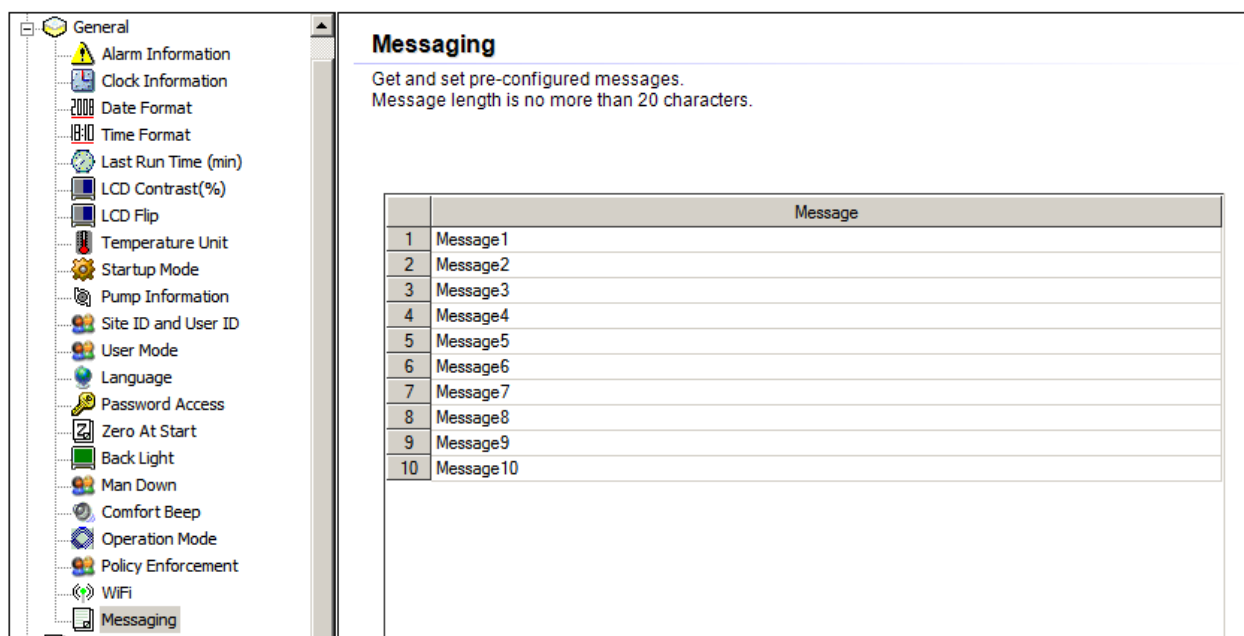 General
Alarm Information
Clock Information
2008 Date Format
18:10 Time Format
Last Run Time (min)
LCD Contrast(%)
LCD Flip
Temperature Unit
Startup Mode
Pump Information
Site ID and User ID
User Mode
Language
Password Access
Z Zero At Start
Back Light
Man Down
Comfort Beep
Operation Mode
Policy Enforcement
WiFi
Messaging
Messaging
Get and set pre-configured messages.
Message length is no more than 20 characters.
Message
1 Message1
2 Message2
3 Message3
4 Message4
5 Message5
6 Message6
7 Message7
8 Message8
9 Message9
10 Message10